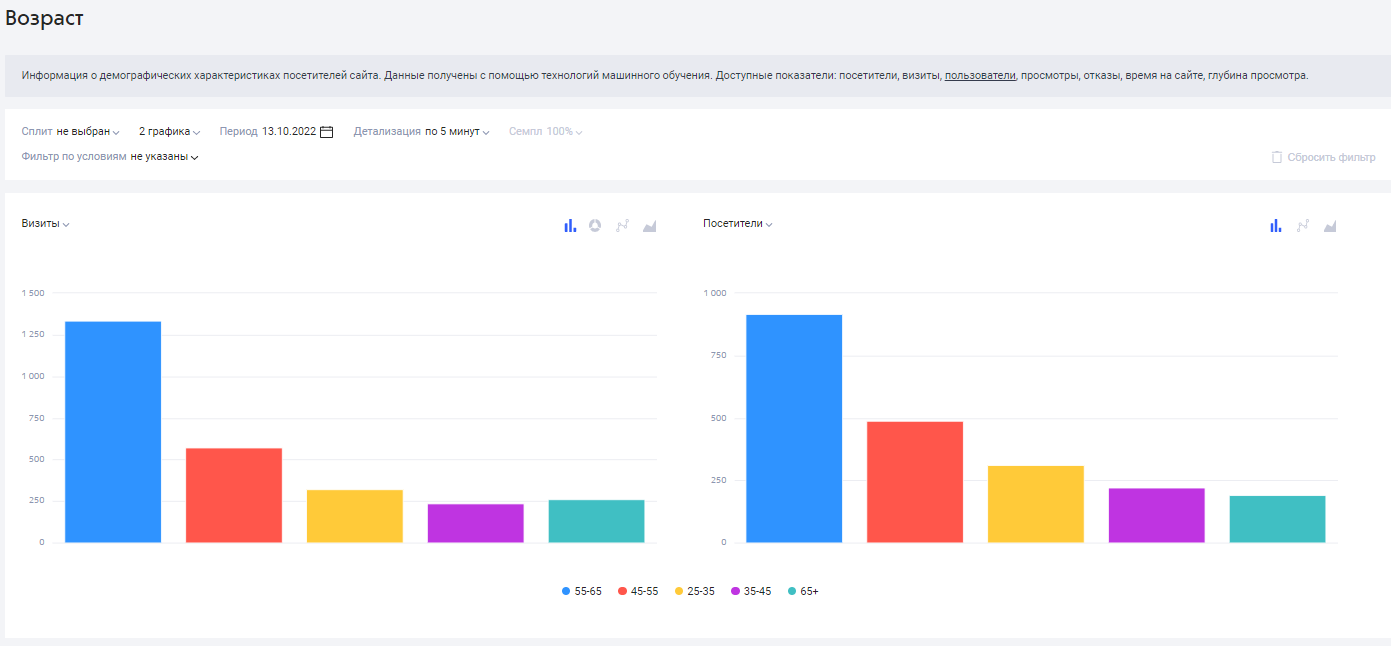 Возраст
Информация о демографических характеристиках посетителей сайта. Данные получены с помощью технологий машинного обучения. Доступные показатели: посетители, визиты, пользователи, просмотры, отказы, время на сайте, глубина просмотра.
Сплит не выбран 2 графика Период 13.10.2022 Детализация по 5 минут Семпл 100%
Фильтр по условиям не указаны Сбросить фильтр
Визиты
1 500
1 250
1 000
750
500
250
0
Посетители
1 000
750
500
250
0
55-65 45-55 25-35 35-45 65+